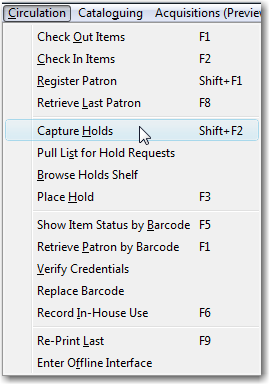 Circulation Cataloguing Acquisitions (Previe
Check Out Items F1
Check In Items F2
Register Patron Shift+F1
Retrieve Last Patron F8
Capture Holds Shift+F2
Pull List for Hold Requests
Browse Holds Shelf
Place Hold F3
Show Item Status by Barcode F5
Retrieve Patron by Barcode F1
Verify Credentials
Replace Barcode
Record In-House Use F6
Re-Print Last F9
Enter Offline Interface